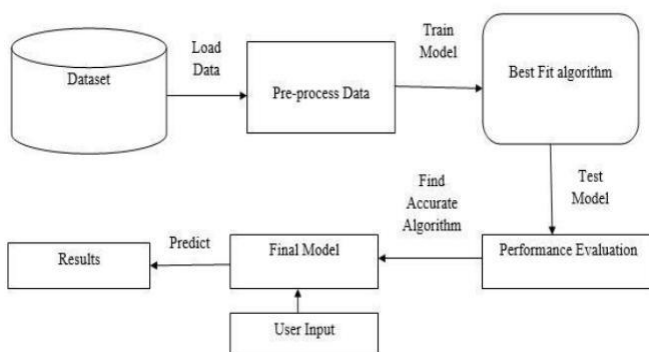 Dataset
Load
Data
Pre-process Data
Train
Model
Best Fit algorithm
Test
Model
Performance Evaluation
Find
Accurate
Algorithm
Final Model
User Input
Predict
Results